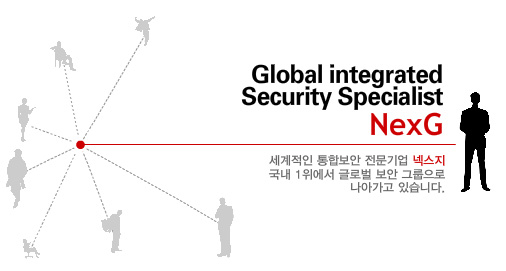 Global integrated
Security Specialist
NexG
세계적인 통합보안 전문기업 넥스지
국내 1위에서 글로벌 보안 그룹으로
나아가고 있습니다.